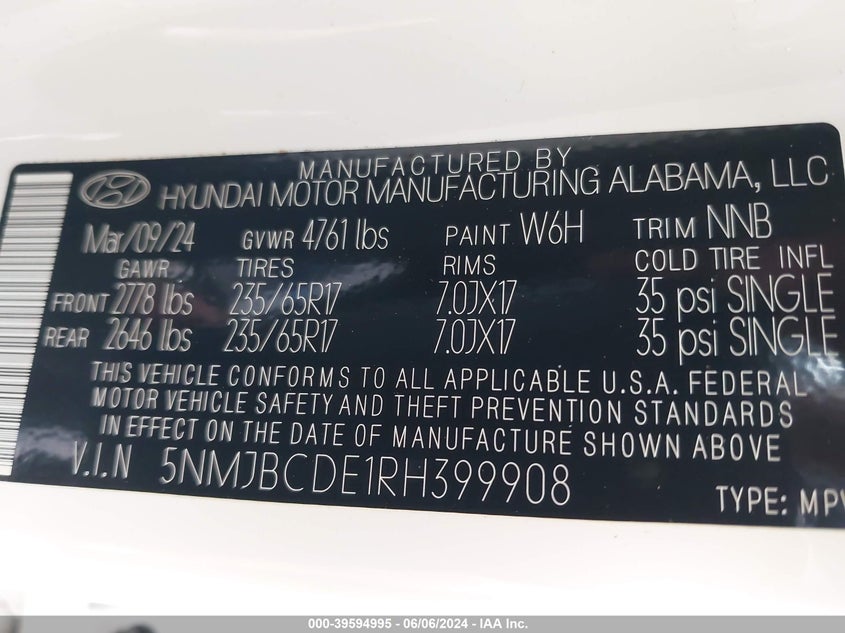 MANUFACTURED BY
HYUNDAI MOTOR MANUFACTURING ALABAMA, LLC
Mar/09/24 GVWR 4761 lbs PAINT W6H TRIM NNB
GAWR TIRES RIMS COLD TIRE INFL
FRONT 2778 lbs 235/65R17 7.0JX17 35 psi SINGLE
REAR 2646 lbs 235/65R17 7.0JX17 35 psi SINGLE
THIS VEHICLE CONFORMS TO ALL APPLICABLE U.S.A. FEDERAL
MOTOR VEHICLE SAFETY AND THEFT PREVENTION STANDARDS
IN EFFECT ON THE DATE OF MANUFACTURE SHOWN ABOVE
V.I.N 5NMJBCDE1RH399908
TYPE: MPV
000-39594995 - 06/06/2024 - IAA Inc.